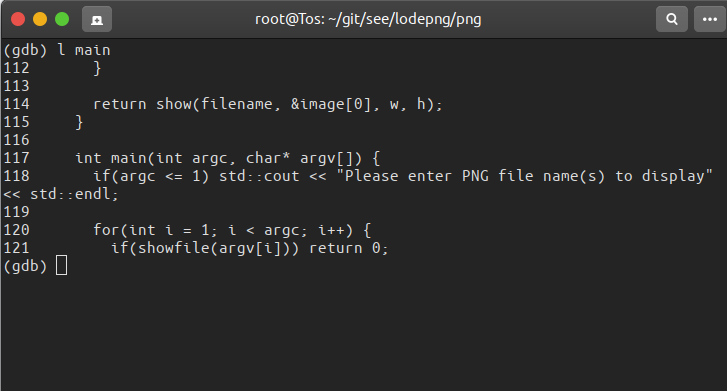 root@Tos: ~/git/see/lodepng/png
(gdb) l main
112       }
113
114       return show(filename, &image[0], w, h);
115     }
116
117     int main(int argc, char* argv[]) {
118       if(argc <= 1) std::cout << "Please enter PNG file name(s) to display"
<< std::endl;
119
120       for(int i = 1; i < argc; i++) {
121         if(showfile(argv[i])) return 0;
(gdb)